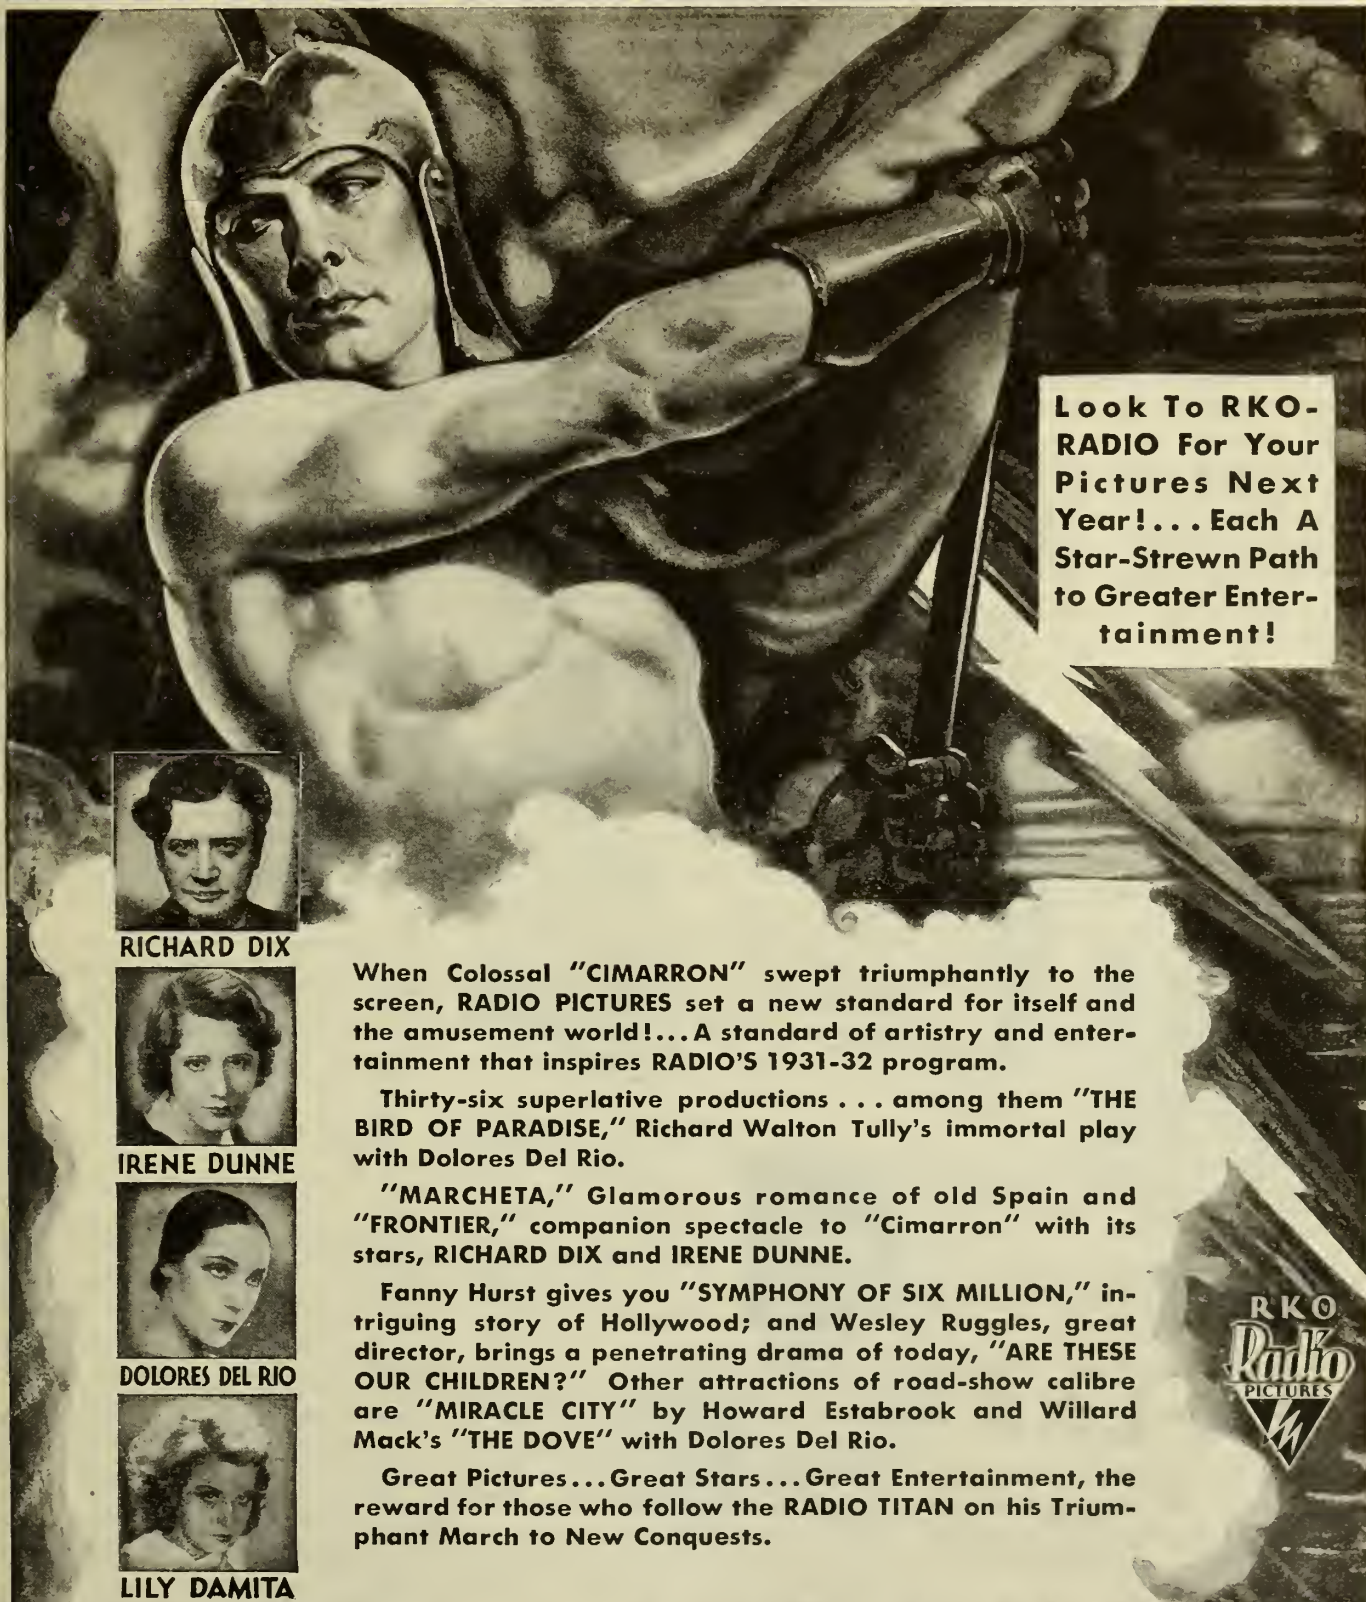 Look To RKO-
RADIO For Your
Pictures Next
Year!... Each A
Star-Strewn Path
to Greater Enter-
tainment!
RICHARD DIX
IRENE DUNNE
DOLORES DEL RIO
LILY DAMITA
When Colossal "CIMARRON" swept triumphantly to the
screen, RADIO PICTURES set a new standard for itself and
the amusement world!...A standard of artistry and enter-
tainment that inspires RADIO'S 1931-32 program.
Thirty-six superlative productions . . . among them "THE
BIRD OF PARADISE," Richard Walton Tully's immortal play
with Dolores Del Rio.
"MARCHETA," Glamorous romance of old Spain and
"FRONTIER," companion spectacle to "Cimarron" with its
stars, RICHARD DIX and IRENE DUNNE.
Fanny Hurst gives you "SYMPHONY OF SIX MILLION," in-
triguing story of Hollywood; and Wesley Ruggles, great
director, brings a penetrating drama of today, "ARE THESE
OUR CHILDREN?" Other attractions of road-show calibre
are "MIRACLE CITY" by Howard Estabrook and Willard
Mack's "THE DOVE" with Dolores Del Rio.
Great Pictures...Great Stars...Great Entertainment, the
reward for those who follow the RADIO TITAN on his Trium-
phant March to New Conquests.
RKO
Radio
PICTURES